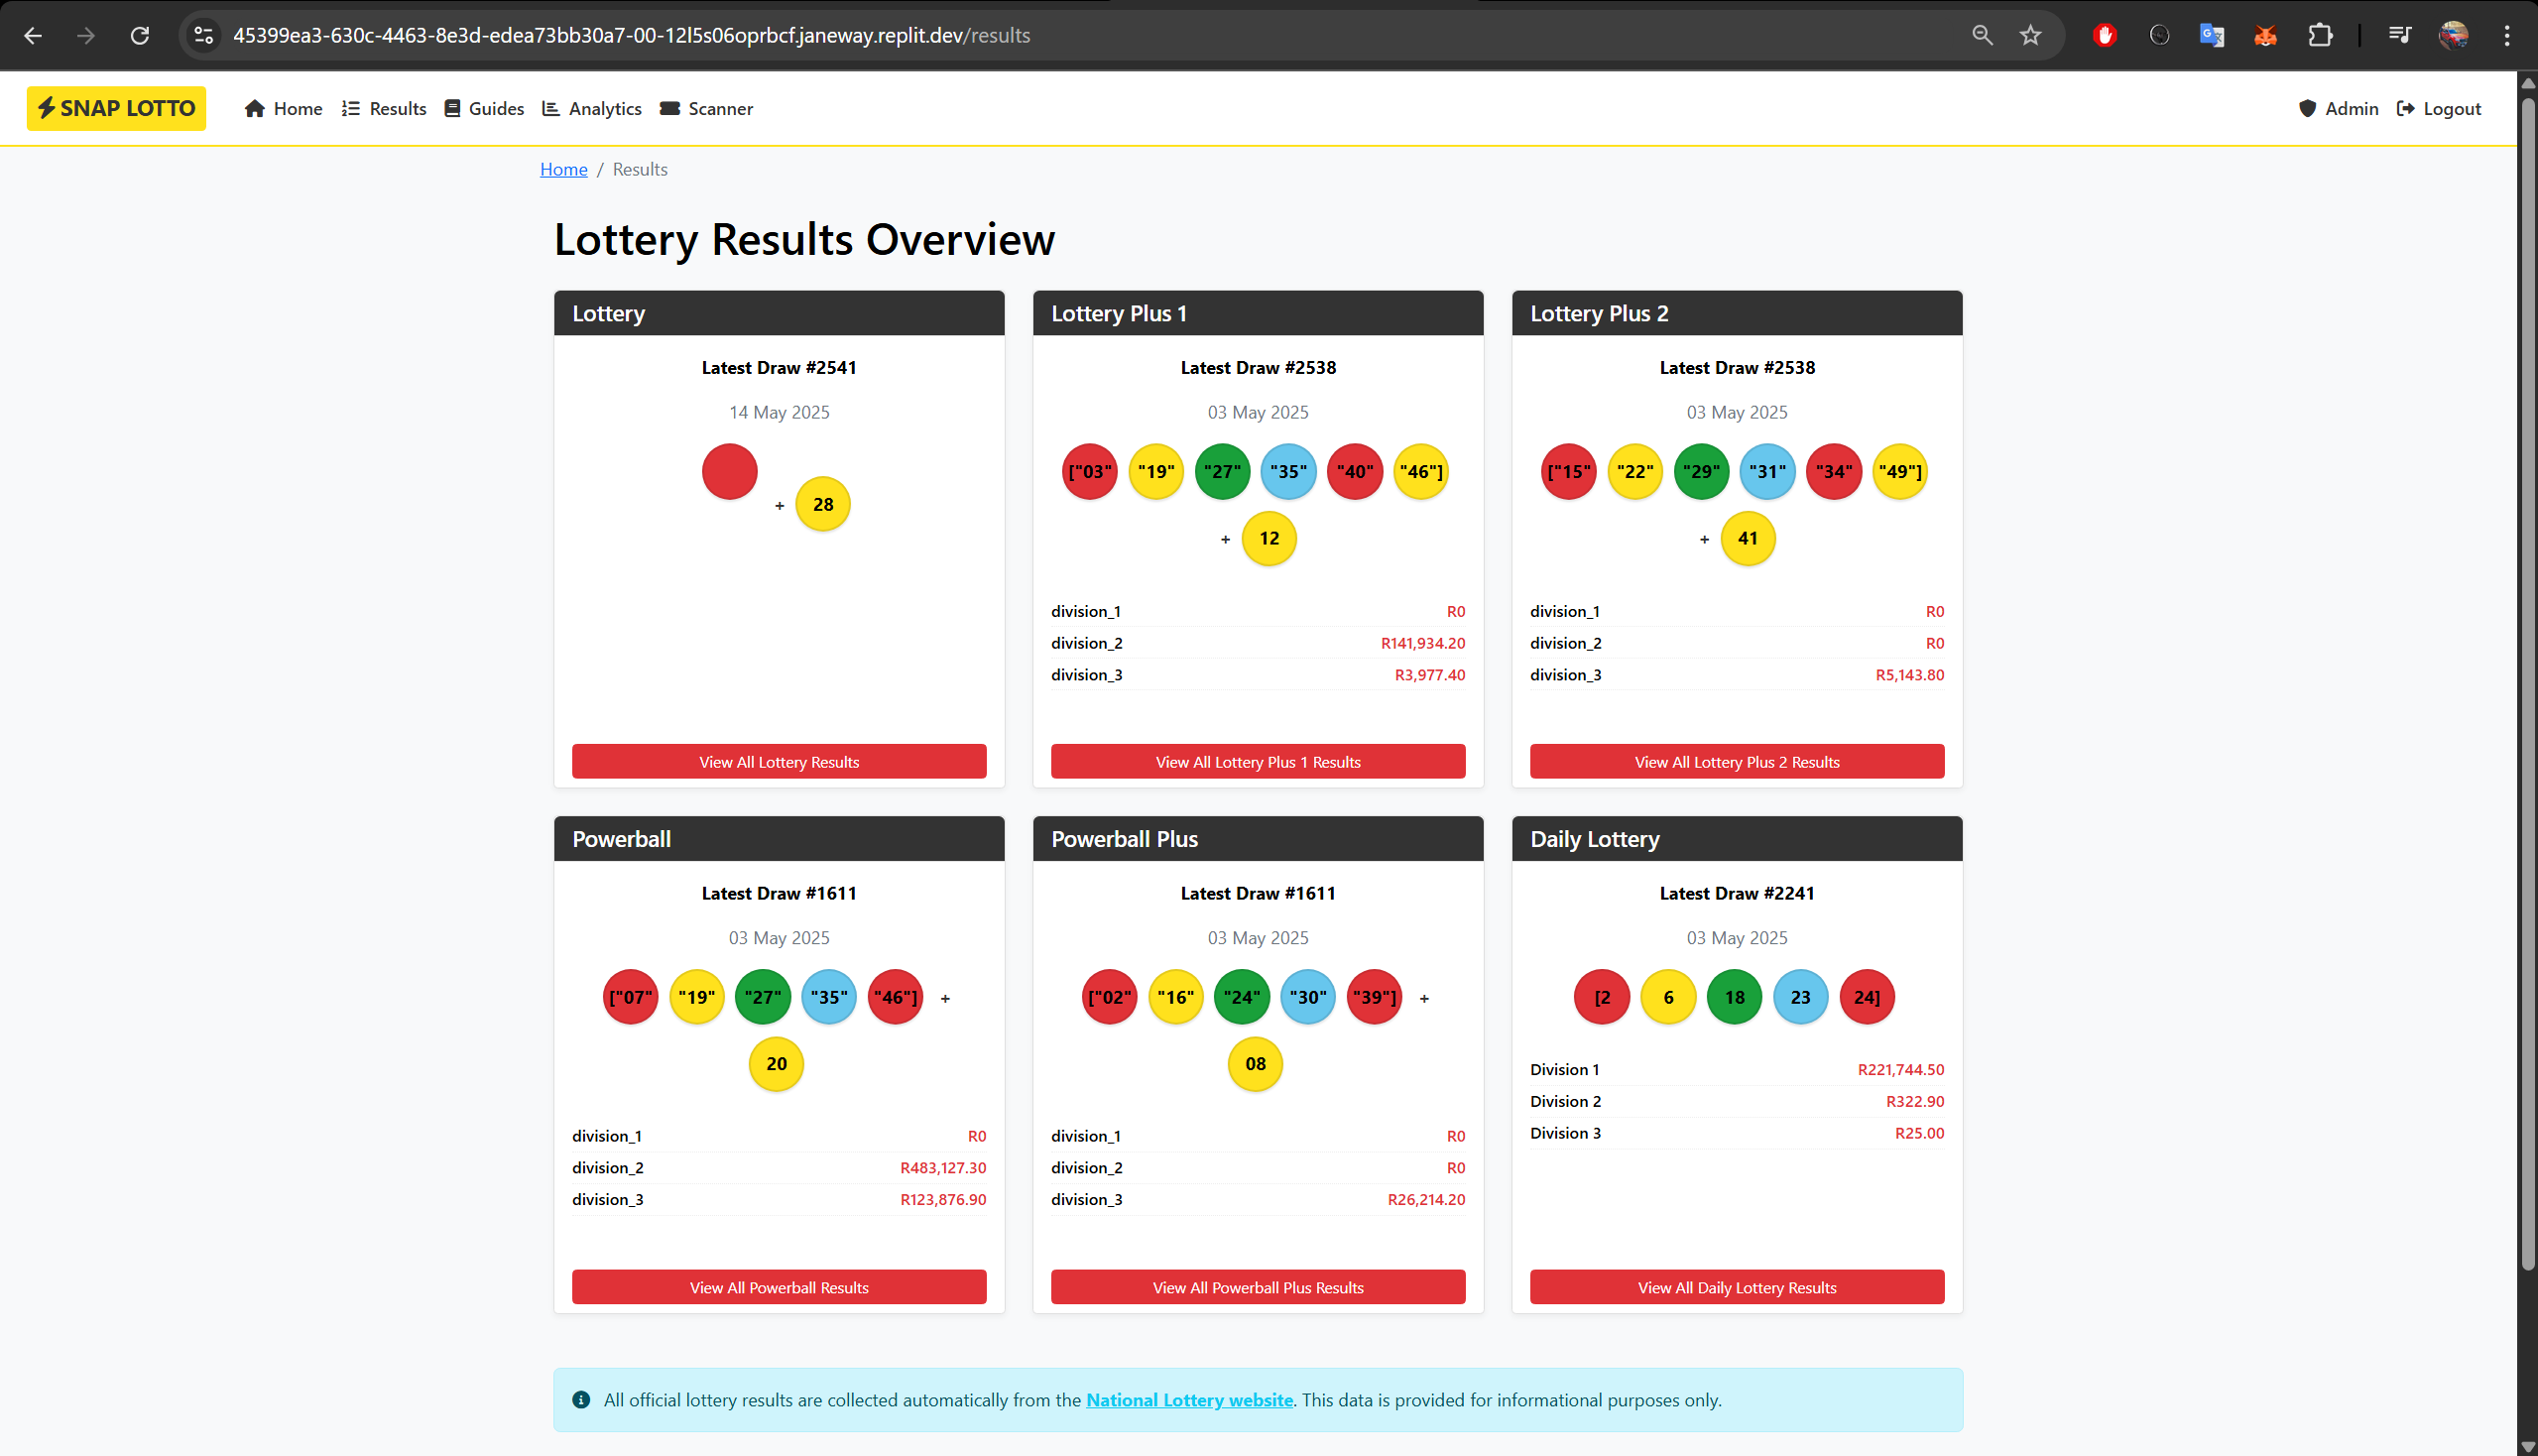 45399ea3-630c-4463-8e3d-edea73bb30a7-00-12l5s06oprbcf.janeway.replit.dev/results
SNAP LOTTO Home Results Guides Analytics Scanner Admin Logout
Home / Results
Lottery Results Overview
Lottery
Latest Draw #2541
14 May 2025
+ 28
View All Lottery Results
Lottery Plus 1
Latest Draw #2538
03 May 2025
["03" "19" "27" "35" "40" "46"]
+ 12
division_1 R0
division_2 R141,934.20
division_3 R3,977.40
View All Lottery Plus 1 Results
Lottery Plus 2
Latest Draw #2538
03 May 2025
["15" "22" "29" "31" "34" "49"]
+ 41
division_1 R0
division_2 R0
division_3 R5,143.80
View All Lottery Plus 2 Results
Powerball
Latest Draw #1611
03 May 2025
["07" "19" "27" "35" "46"] +
20
division_1 R0
division_2 R483,127.30
division_3 R123,876.90
View All Powerball Results
Powerball Plus
Latest Draw #1611
03 May 2025
["02" "16" "24" "30" "39"] +
08
division_1 R0
division_2 R0
division_3 R26,214.20
View All Powerball Plus Results
Daily Lottery
Latest Draw #2241
03 May 2025
[2 6 18 23 24]
Division 1 R221,744.50
Division 2 R322.90
Division 3 R25.00
View All Daily Lottery Results
All official lottery results are collected automatically from the National Lottery website. This data is provided for informational purposes only.